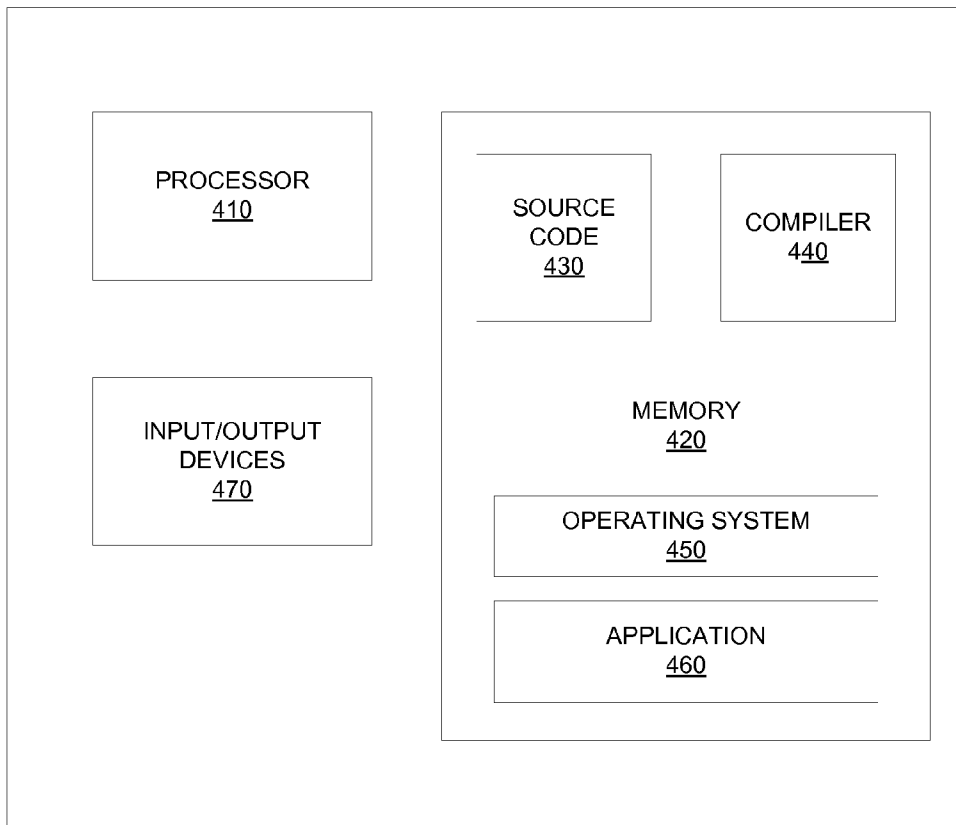 PROCESSOR
410
INPUT/OUTPUT
DEVICES
470
SOURCE
CODE
430
COMPILER
440
MEMORY
420
OPERATING SYSTEM
450
APPLICATION
460